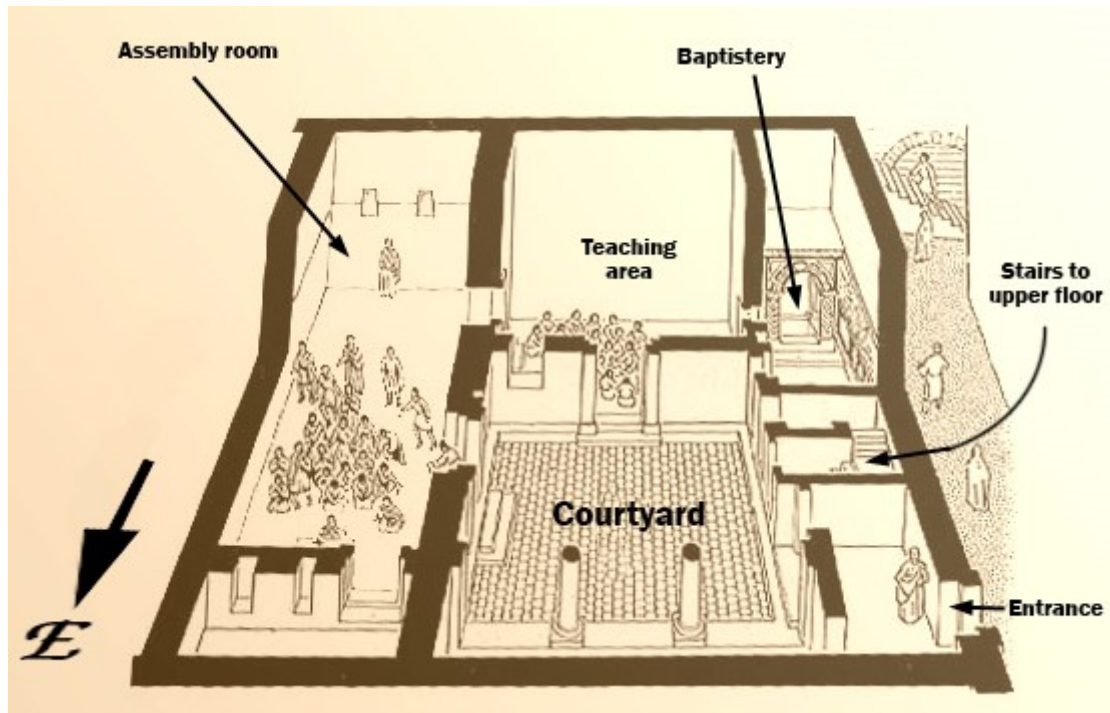 Assembly room
Baptistery
Teaching
area
Stairs to
upper floor
Courtyard
Entrance
E